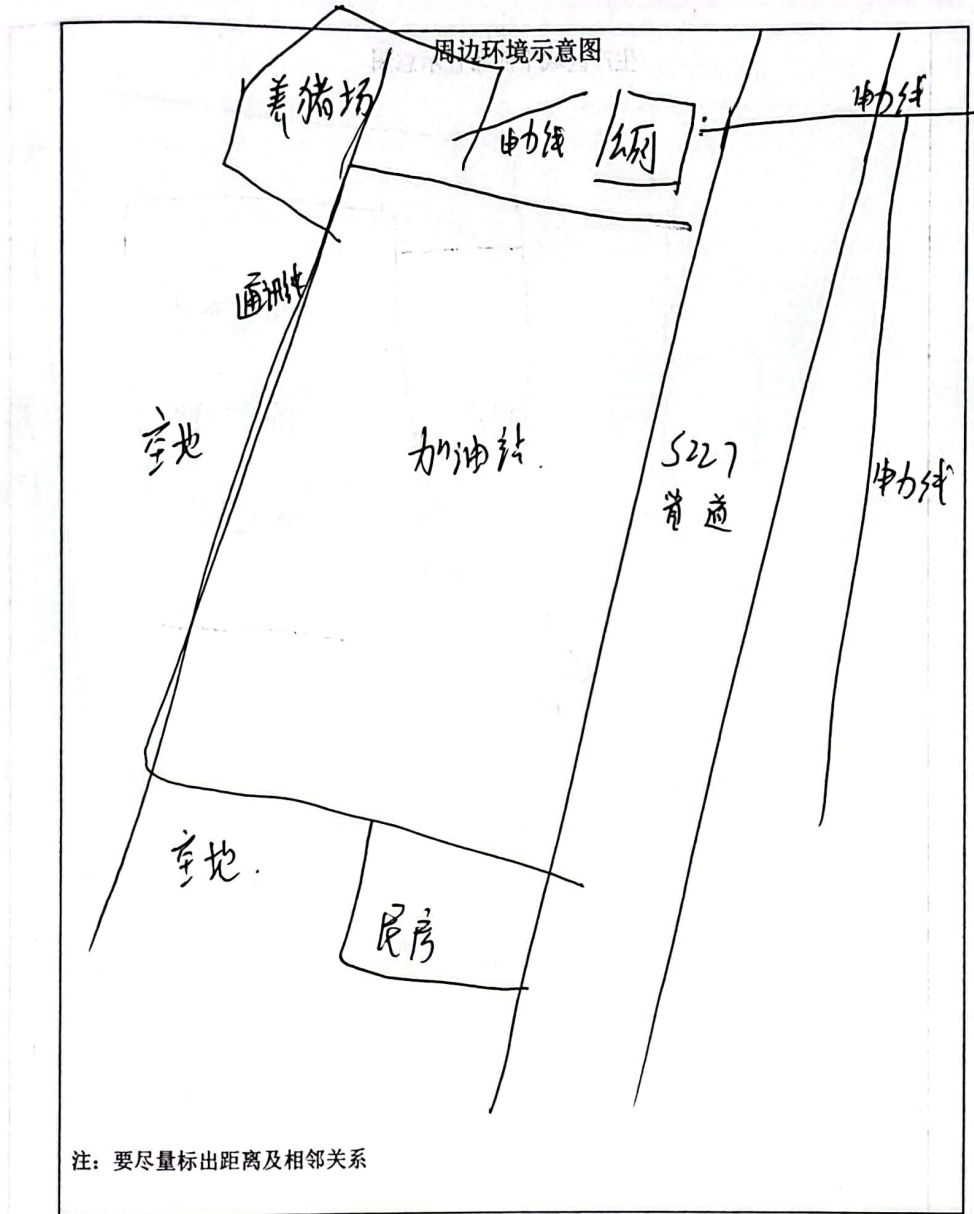 周边环境示意图
养猪场
电力线
公厕
电力线
通讯线
空地
加油站.
S227
省道
电力线
空地.
民房
注：要尽量标出距离及相邻关系